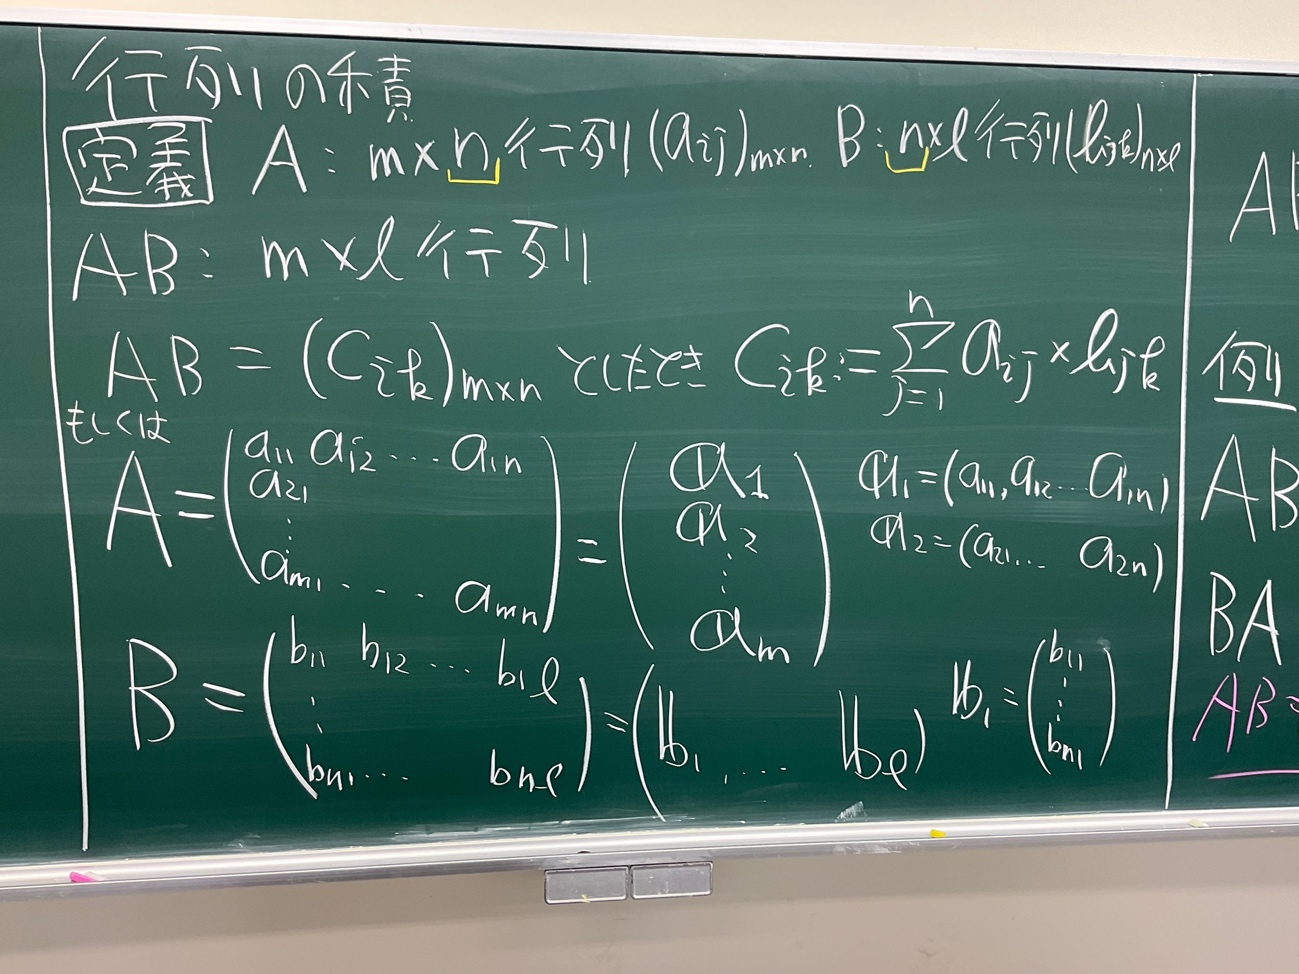 行列の積
定義 A : m×n 行列 (aij)m×n. B : n×l 行列 (bjk)n×l
AB : m×l 行列
AB = (Cik)m×n としたとき Cik := Σ[j=1→n] aij × bjk
もしくは
A = (a11 a12 ... a1n a21 ⋮ am1 ... amn) = (𝕒1 𝕒2 ⋮ 𝕒m) 𝕒1 = (a11, a12 ... a1n)
𝕒2 = (a21 ... a2n)
B = (b11 b12 ... b1l ⋮ bn1 ... bnl) = (𝕓1, ... 𝕓l) 𝕓1 = (b11 ⋮ bn1)
例
AB
BA
AB=